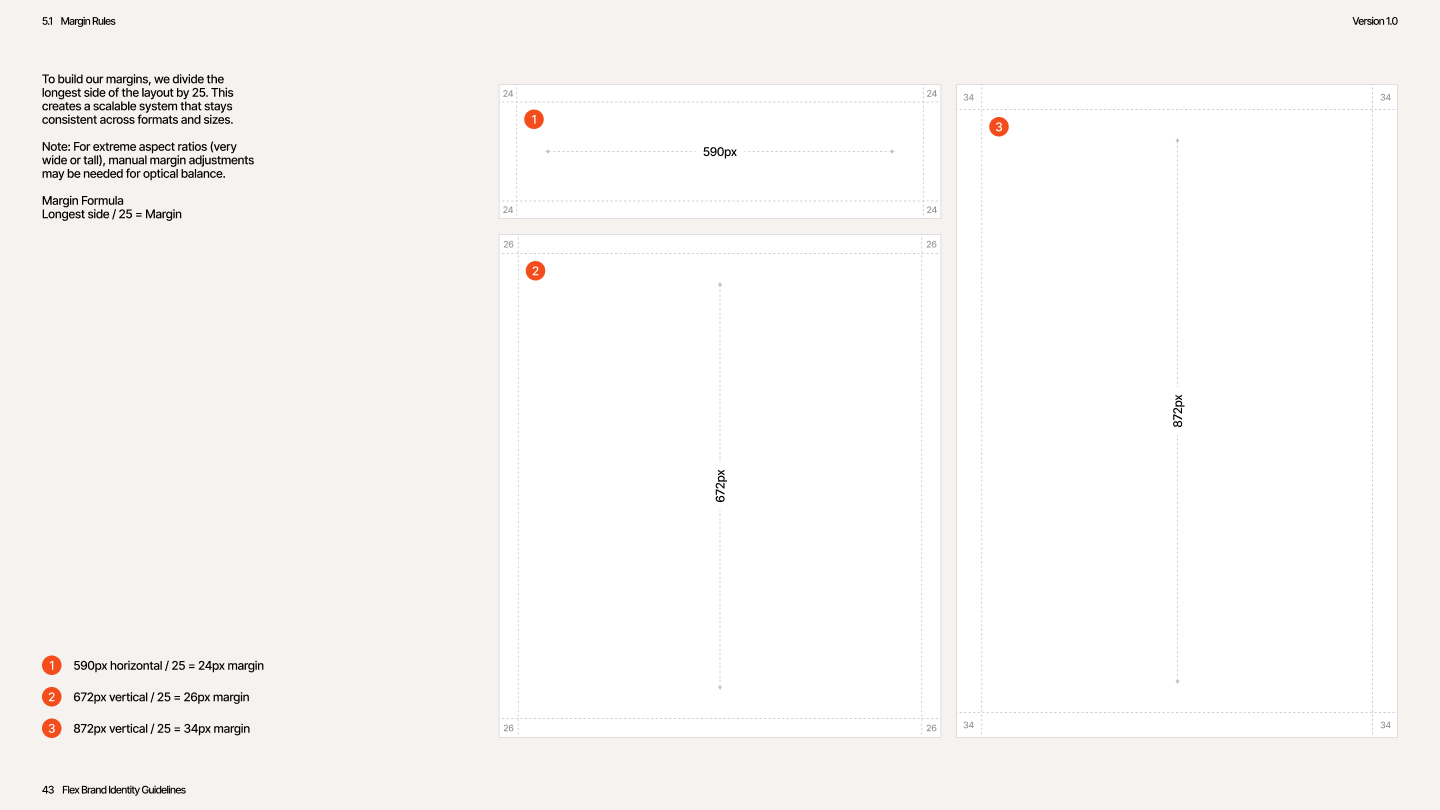 5.1 Margin Rules
Version 1.0
To build our margins, we divide the
longest side of the layout by 25. This
creates a scalable system that stays
consistent across formats and sizes.
Note: For extreme aspect ratios (very
wide or tall), manual margin adjustments
may be needed for optical balance.
Margin Formula
Longest side / 25 = Margin
1 590px horizontal / 25 = 24px margin
2 672px vertical / 25 = 26px margin
3 872px vertical / 25 = 34px margin
24 24
1
590px
24 24
26 26
2
672px
26 26
34 34
3
872px
34 34
43 Flex Brand Identity Guidelines